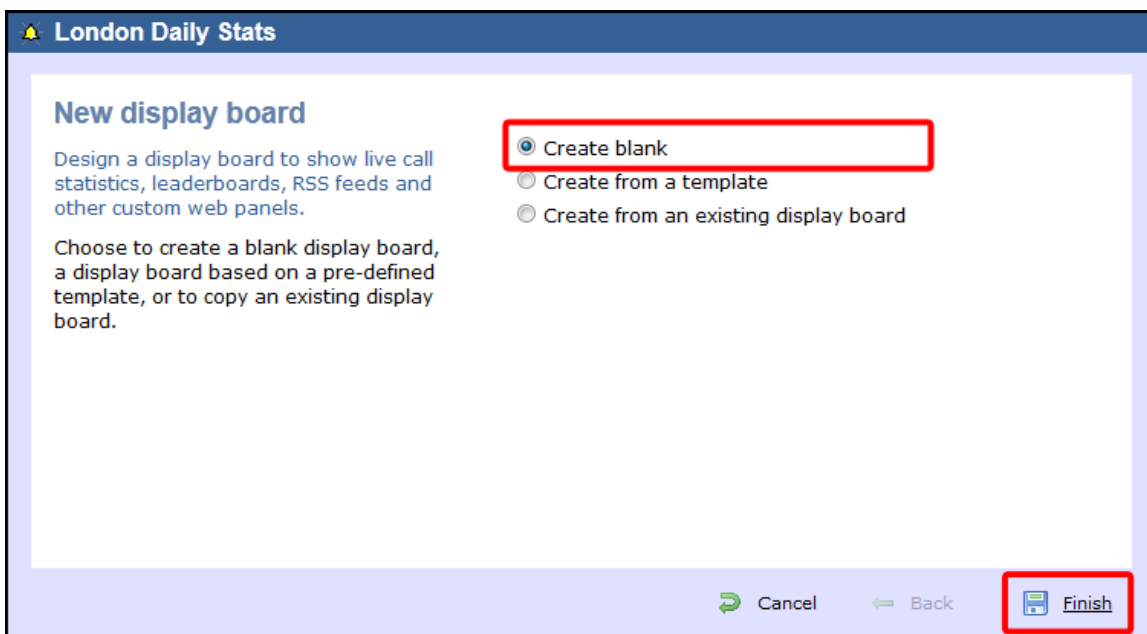 London Daily Stats
New display board
Design a display board to show live call
statistics, leaderboards, RSS feeds and
other custom web panels.
Choose to create a blank display board,
a display board based on a pre-defined
template, or to copy an existing display
board.
Create blank
Create from a template
Create from an existing display board
Cancel
Back
Finish